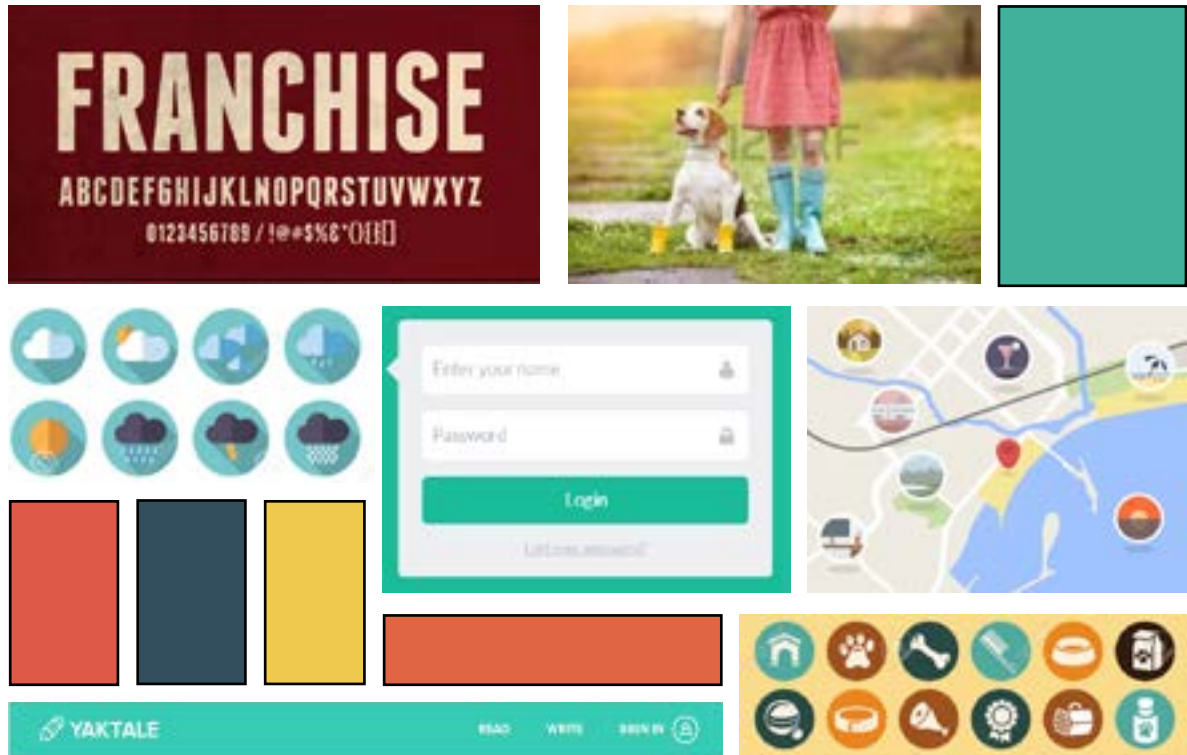 FRANCHISE
ABCDEFGHIJKLNOPQRSTUVWXYZ
0123456789 / !@#$%&*(){}[]
Enter your name
Password
Login
YAKTALE
READ
WRITE
SIGN IN